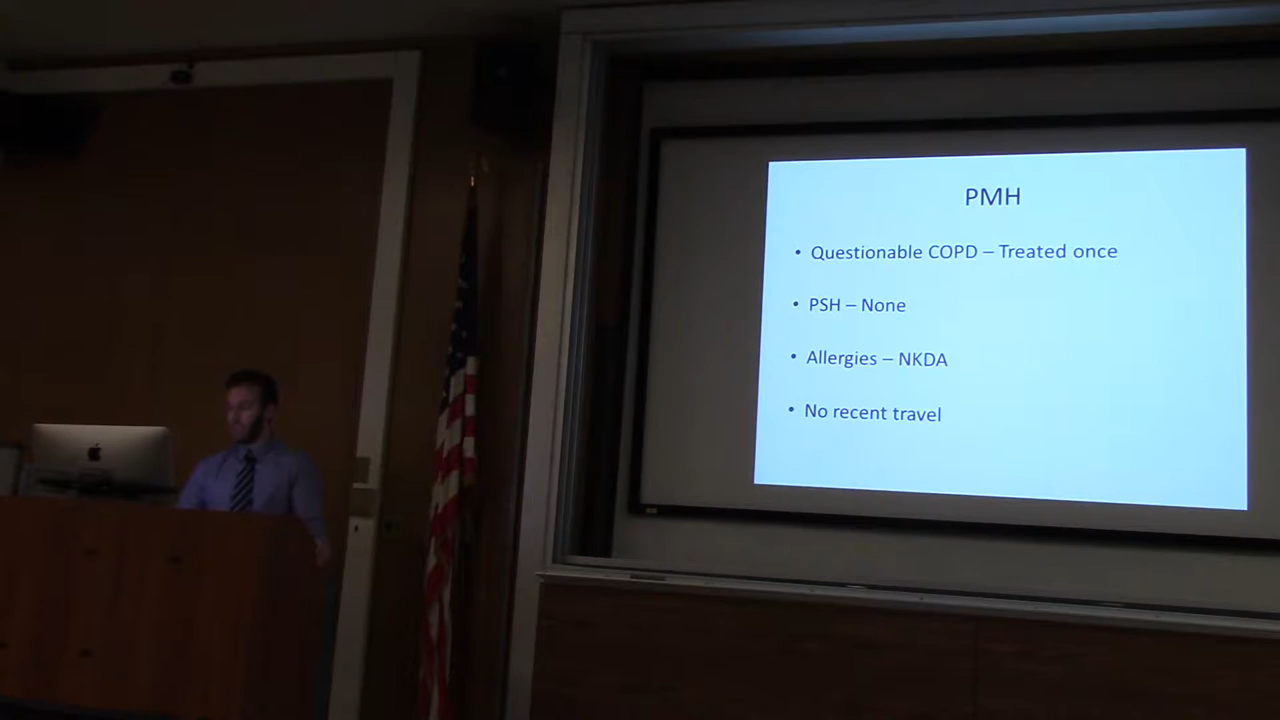 PMH
• Questionable COPD – Treated once
• PSH – None
• Allergies – NKDA
• No recent travel